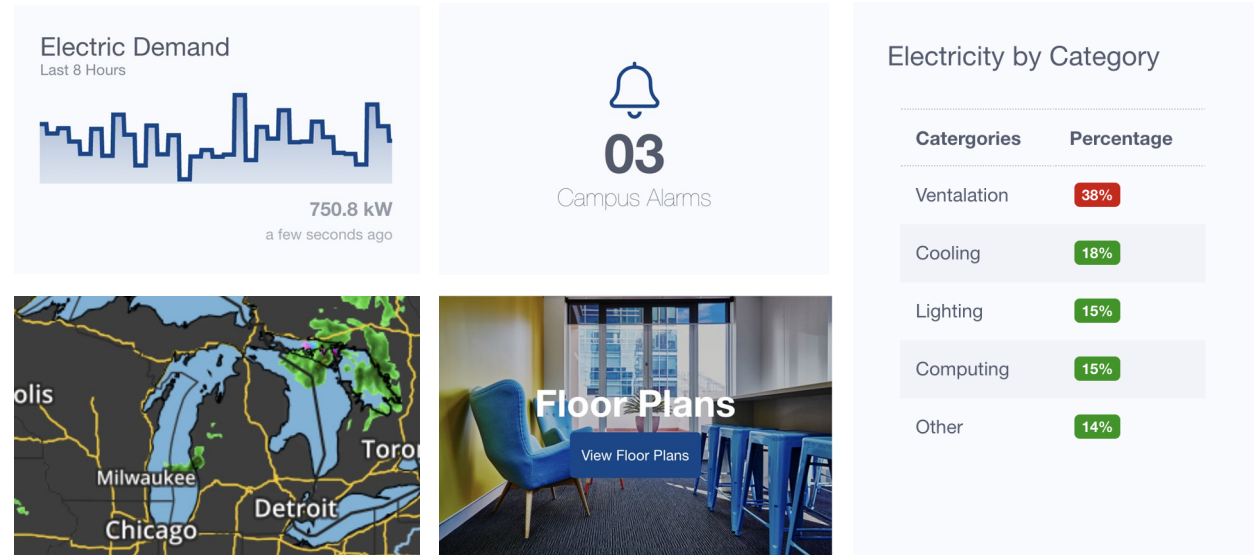 Electric Demand
Last 8 Hours
750.8 kW
a few seconds ago
03
Campus Alarms
Electricity by Category
Catergories Percentage
Ventalation 38%
Cooling 18%
Lighting 15%
Computing 15%
Other 14%
olis
Toro
Milwaukee
Detroit
Chicago
Floor Plans
View Floor Plans